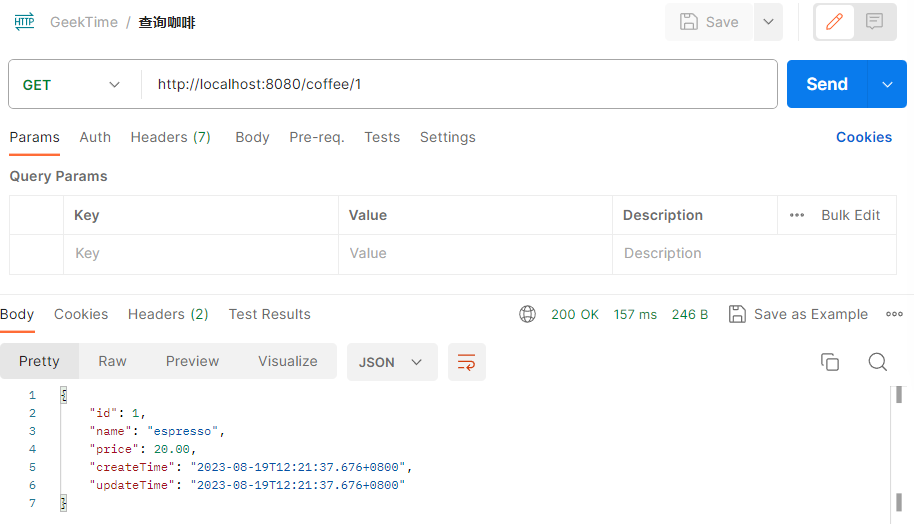 HTTP GeekTime / 查询咖啡 Save
GET http://localhost:8080/coffee/1 Send
Params Auth Headers (7) Body Pre-req. Tests Settings Cookies
Query Params
Key Value Description ••• Bulk Edit
Key Value Description
Body Cookies Headers (2) Test Results 200 OK 157 ms 246 B Save as Example •••
Pretty Raw Preview Visualize JSON
1 {
2 "id": 1,
3 "name": "espresso",
4 "price": 20.00,
5 "createTime": "2023-08-19T12:21:37.676+0800",
6 "updateTime": "2023-08-19T12:21:37.676+0800"
7 }